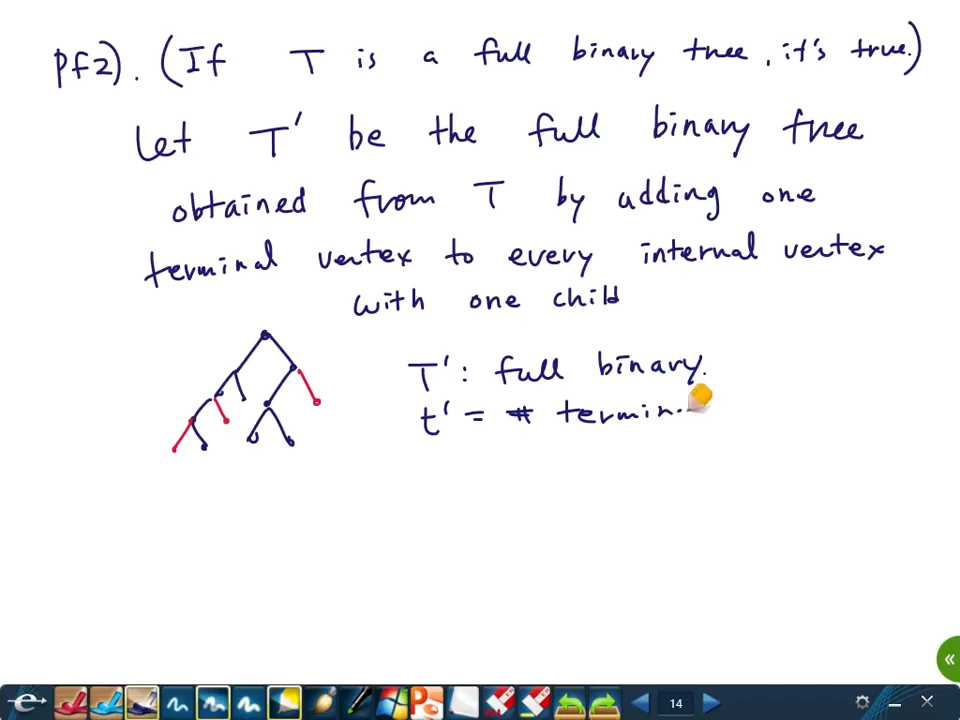 Pf2). (If T is a full binary tree, it's true.)
Let T' be the full binary tree
obtained from T by adding one
terminal vertex to every internal vertex
with one child
T' : full binary.
t' = # termin
14